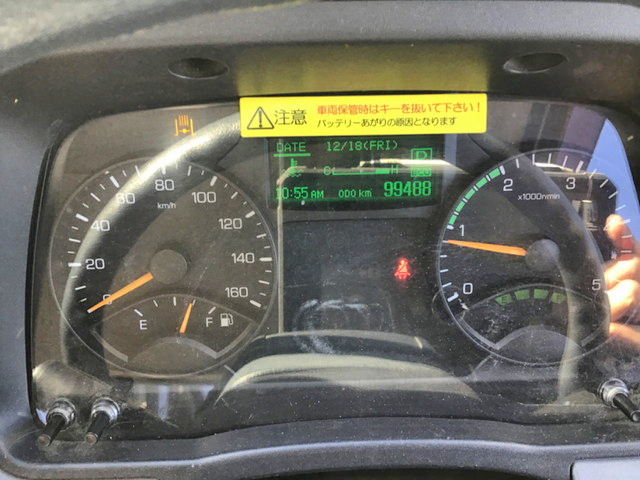 注意
車両保管時はキーを抜いて下さい!
バッテリーあがりの原因となります
DATE 12/18(FRI)
C H P
10:55 AM ODO km 99488
0 20 40 60 80 100 120 140 160
km/h
E F
0 1 2 3 5
x1000r/min